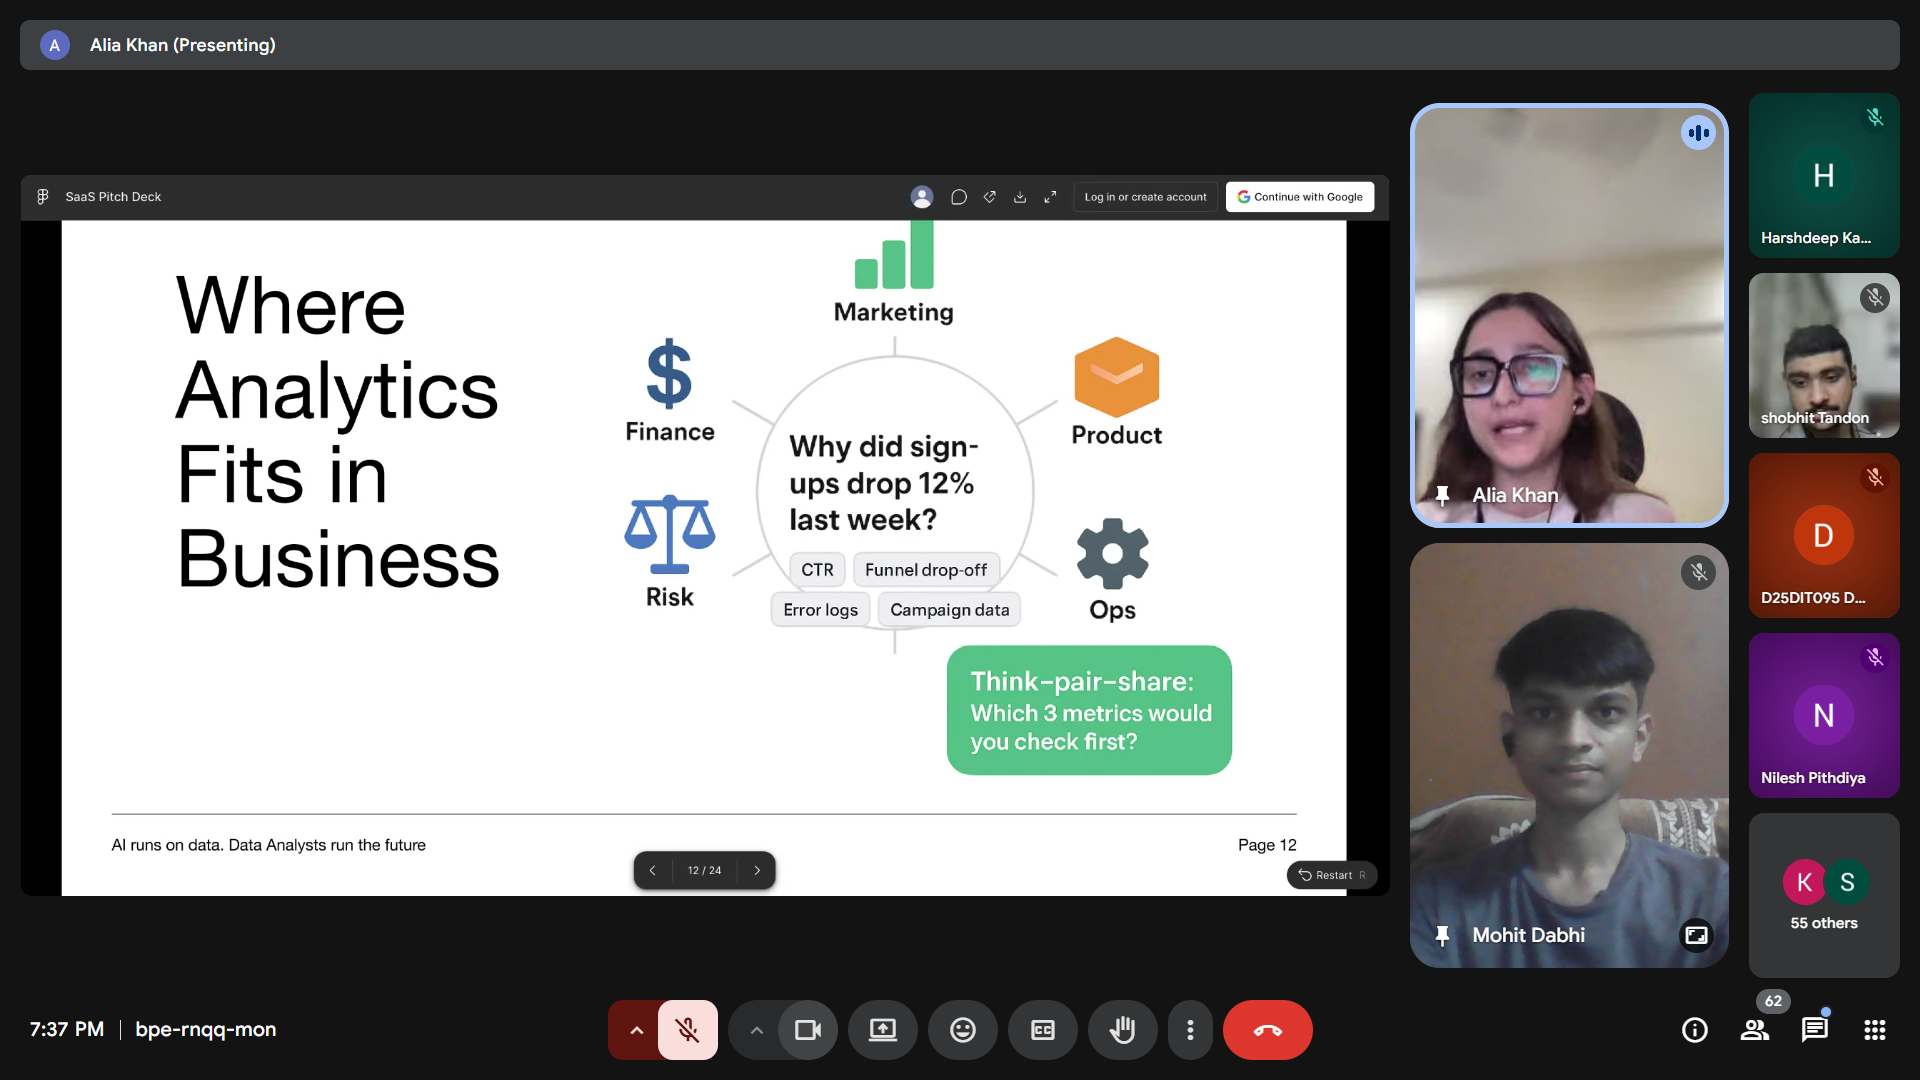 A
Alia Khan (Presenting)
SaaS Pitch Deck
Log in or create account
G Continue with Google
Where
Analytics
Fits in
Business
Marketing
$
Finance
Product
Why did sign-
ups drop 12%
last week?
CTR
Funnel drop-off
Error logs
Campaign data
Risk
Ops
Think-pair-share:
Which 3 metrics would
you check first?
AI runs on data. Data Analysts run the future
Page 12
12 / 24
Restart R
Alia Khan
Mohit Dabhi
H
Harshdeep Ka...
shobhit Tandon
D
D25DIT095 D...
N
Nilesh Pithdiya
K
S
55 others
7:37 PM
bpe-rnqq-mon
CC
62